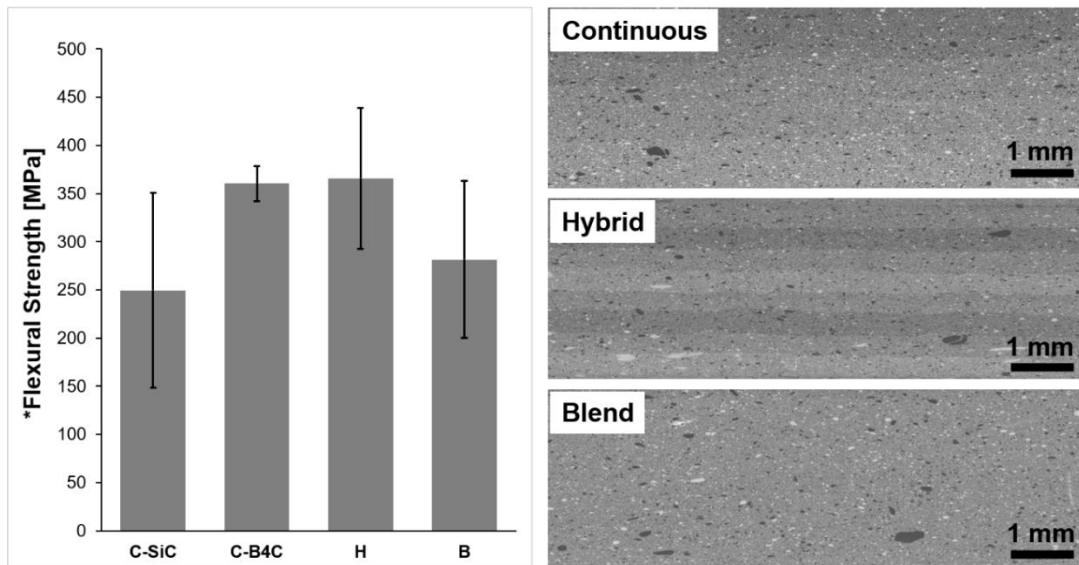 *Flexural Strength [MPa]
500
450
400
350
300
250
200
150
100
50
0
C-SiC C-B4C H B
Continuous
1 mm
Hybrid
1 mm
Blend
1 mm